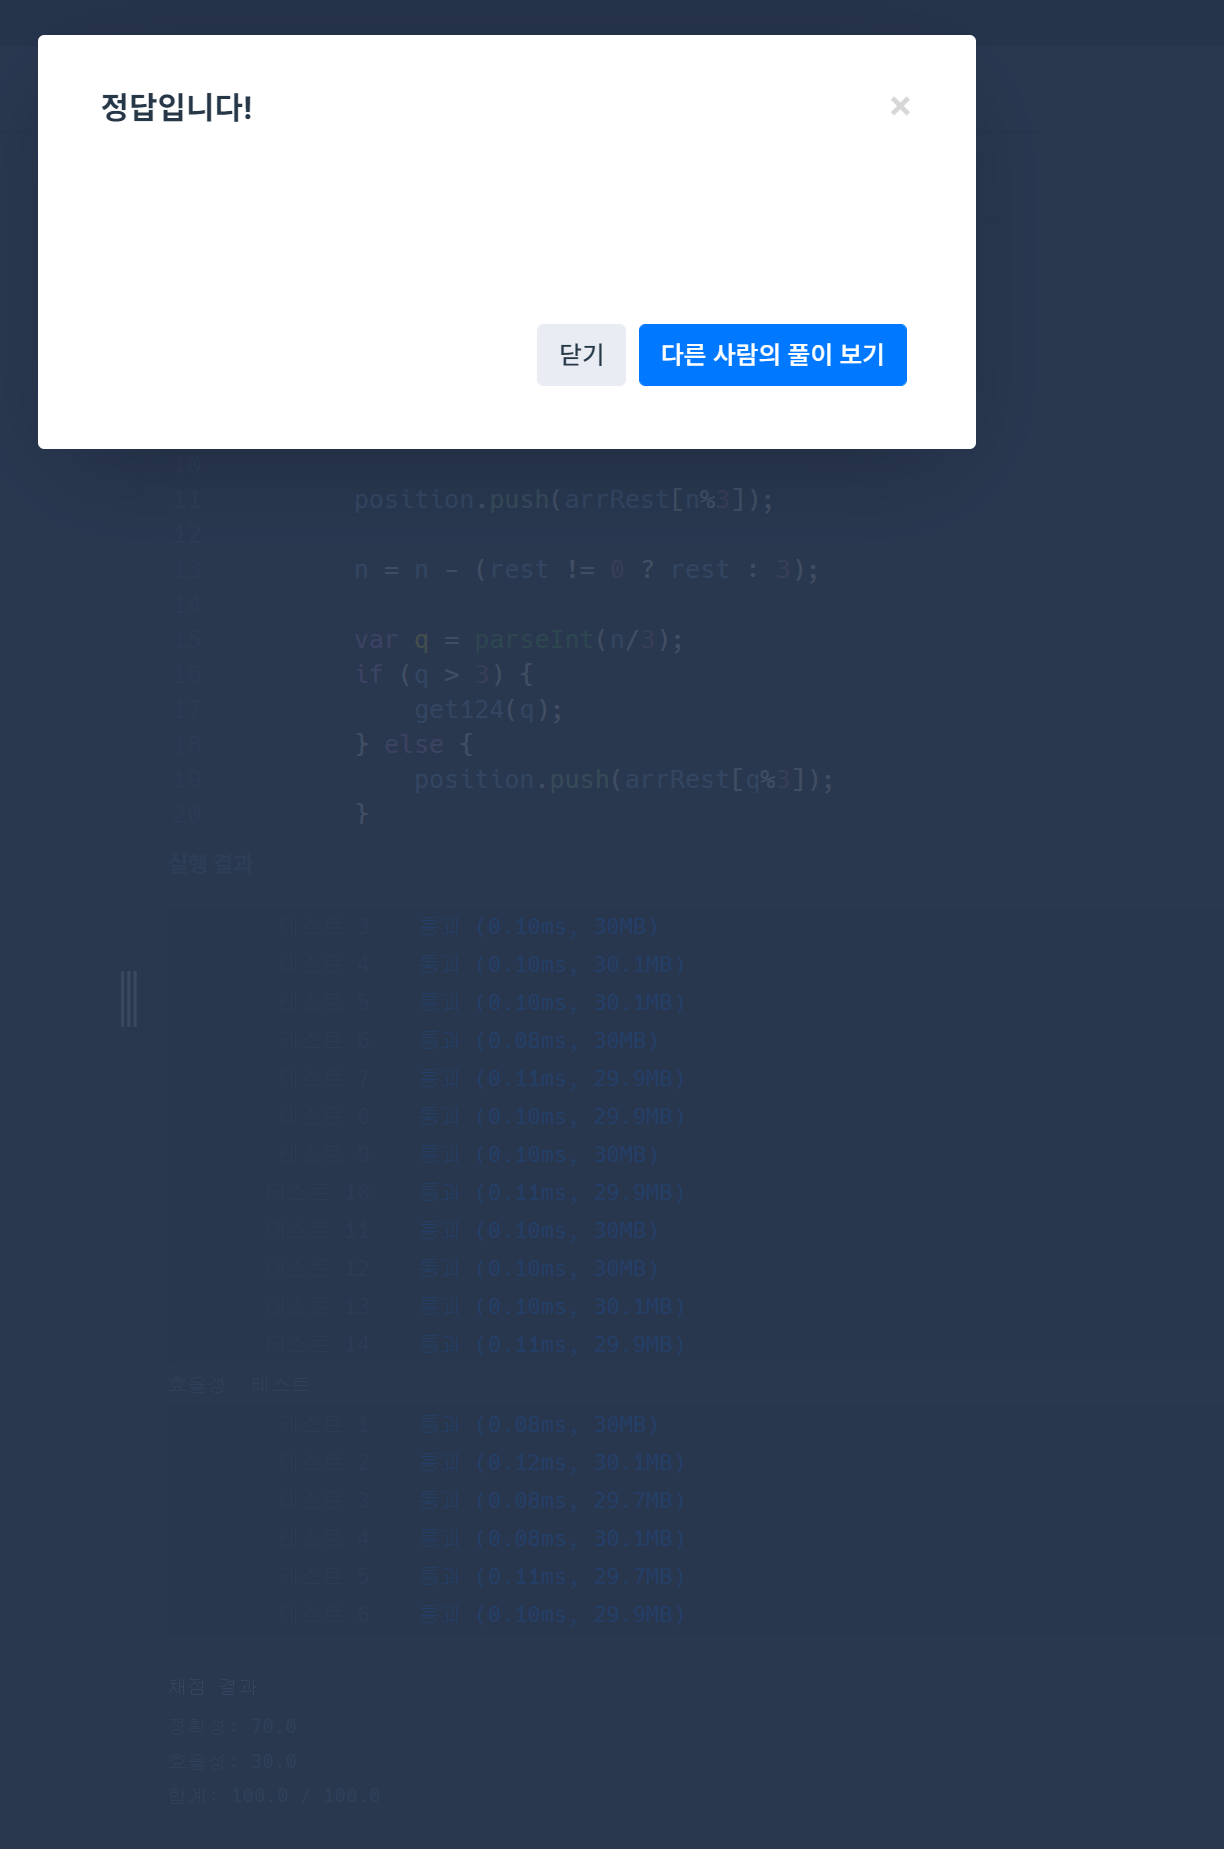 정답입니다!
×
닫기 다른 사람의 풀이 보기
10
11 position.push(arrRest[n%3]);
12
13 n = n - (rest != 0 ? rest : 3);
14
15 var q = parseInt(n/3);
16 if (q > 3) {
17 get124(q);
18 } else {
19 position.push(arrRest[q%3]);
20 }
실행 결과
테스트 3 통과 (0.10ms, 30MB)
테스트 4 통과 (0.10ms, 30.1MB)
테스트 5 통과 (0.10ms, 30.1MB)
테스트 6 통과 (0.08ms, 30MB)
테스트 7 통과 (0.11ms, 29.9MB)
테스트 8 통과 (0.10ms, 29.9MB)
테스트 9 통과 (0.10ms, 30MB)
테스트 10 통과 (0.11ms, 29.9MB)
테스트 11 통과 (0.10ms, 30MB)
테스트 12 통과 (0.10ms, 30MB)
테스트 13 통과 (0.10ms, 30.1MB)
테스트 14 통과 (0.11ms, 29.9MB)
효율성 테스트
테스트 1 통과 (0.08ms, 30MB)
테스트 2 통과 (0.12ms, 30.1MB)
테스트 3 통과 (0.08ms, 29.7MB)
테스트 4 통과 (0.08ms, 30.1MB)
테스트 5 통과 (0.11ms, 29.7MB)
테스트 6 통과 (0.10ms, 29.9MB)
채점 결과
정확성: 70.0
효율성: 30.0
합계: 100.0 / 100.0